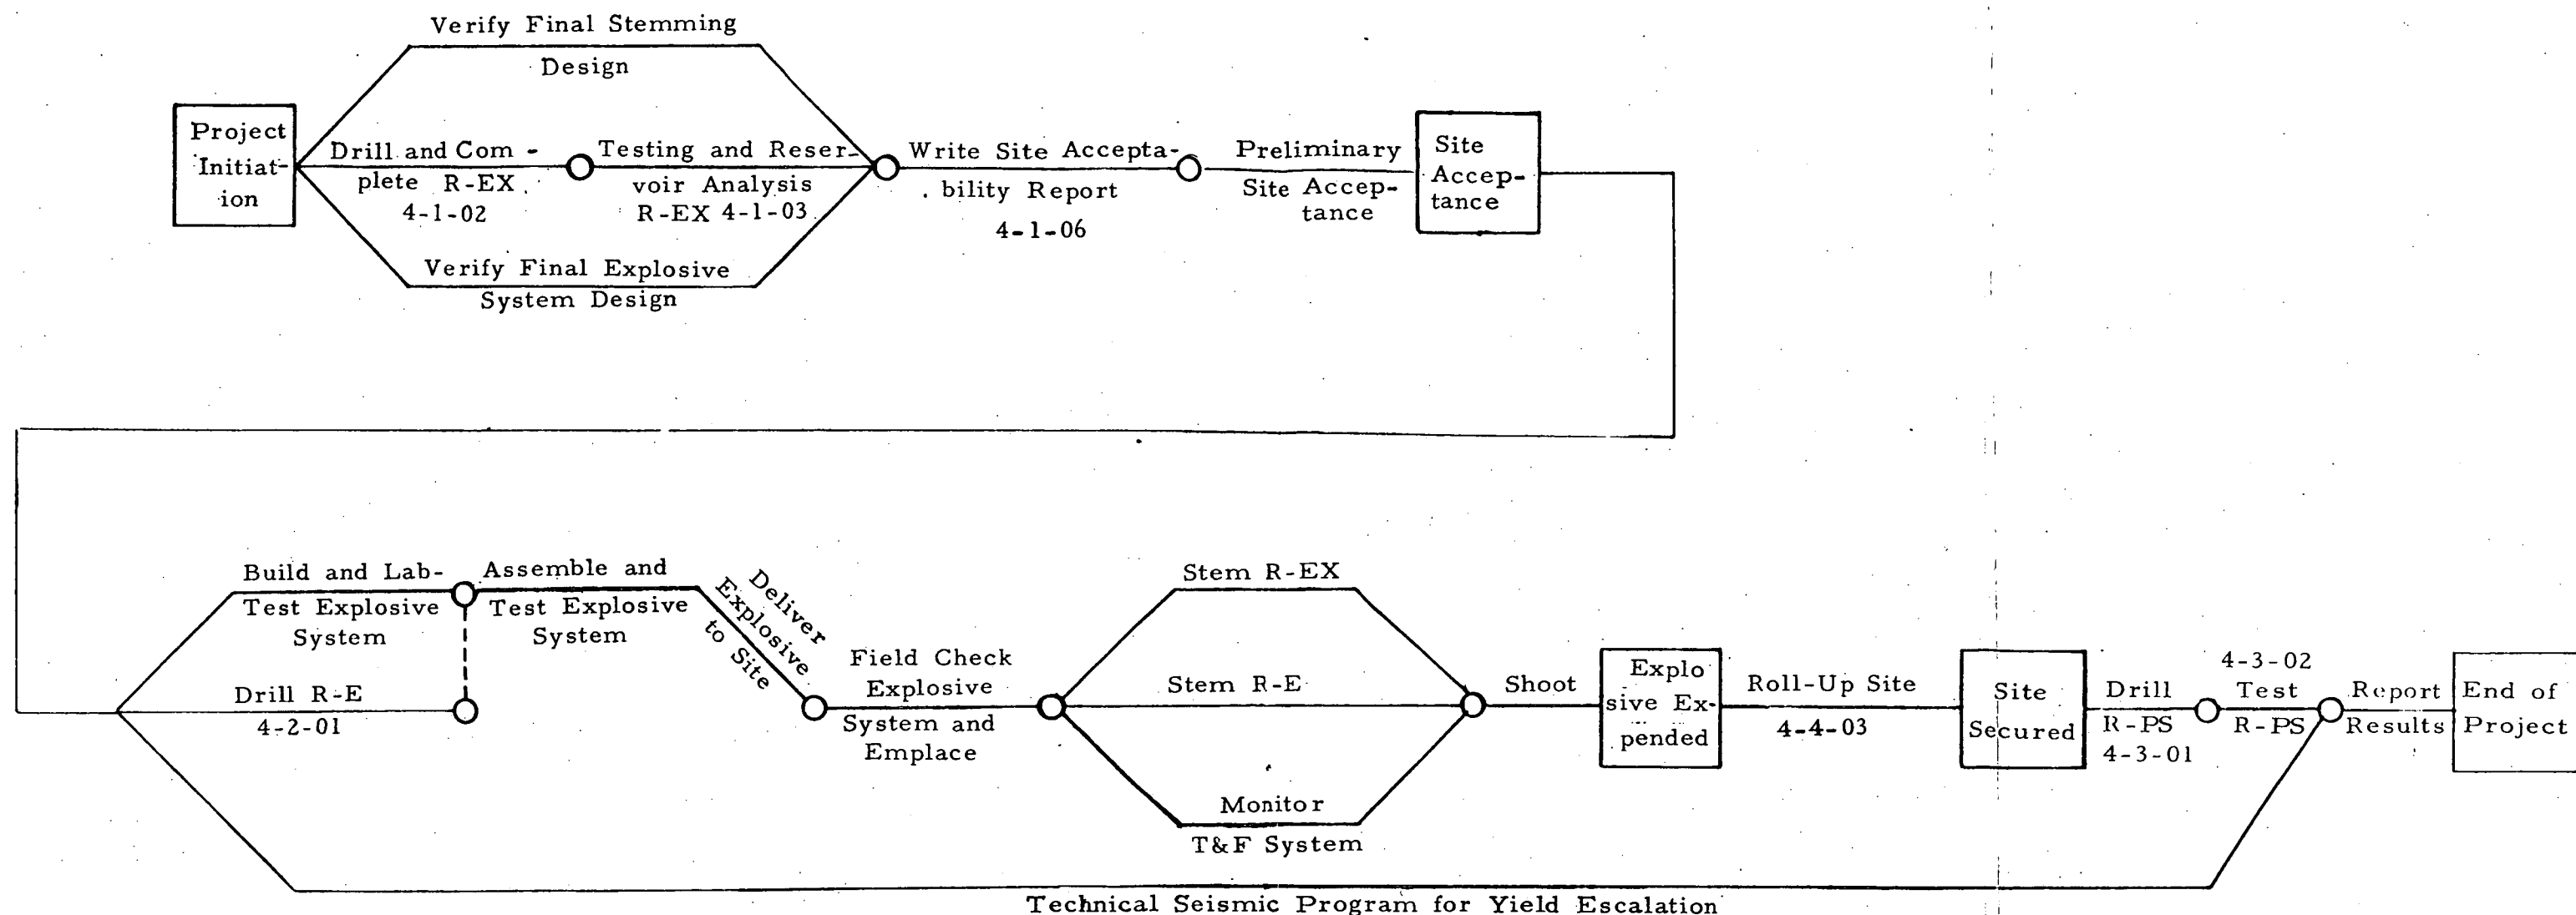 Verify Final Stemming
Design
Project
Initiat-
ion
Drill and Com -
plete R-EX
4-1-02
Testing and Reser-
voir Analysis
R-EX 4-1-03
Write Site Accepta-
bility Report
4-1-06
Preliminary
Site Accep-
tance
Site
Accep-
tance
Verify Final Explosive
System Design
Build and Lab-
Test Explosive
System
Assemble and
Test Explosive
System
Deliver
Explosive
to Site
Drill R-E
4-2-01
Field Check
Explosive
System and
Emplace
Stem R-EX
Stem R-E
Monitor
T&F System
Shoot
Explo
sive Ex-
pended
Roll-Up Site
4-4-03
Site
Secured
Drill
R-PS
4-3-01
4-3-02
Test
R-PS
Report
Results
End of
Project
Technical Seismic Program for Yield Escalation